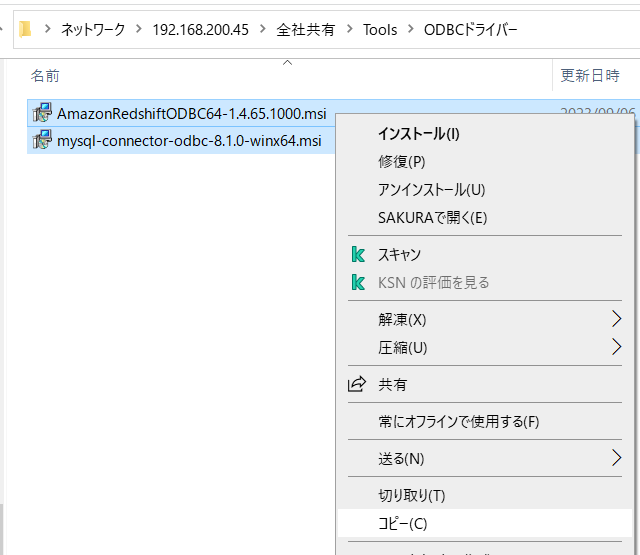 ネットワーク > 192.168.200.45 > 全社共有 > Tools > ODBCドライバー
名前 更新日時
AmazonRedshiftODBC64-1.4.65.1000.msi
mysql-connector-odbc-8.1.0-winx64.msi
インストール(I)
修復(P)
アンインストール(U)
SAKURAで開く(E)
スキャン
KSN の評価を見る
解凍(X)
圧縮(U)
共有
常にオフラインで使用する(F)
送る(N)
切り取り(T)
コピー(C)